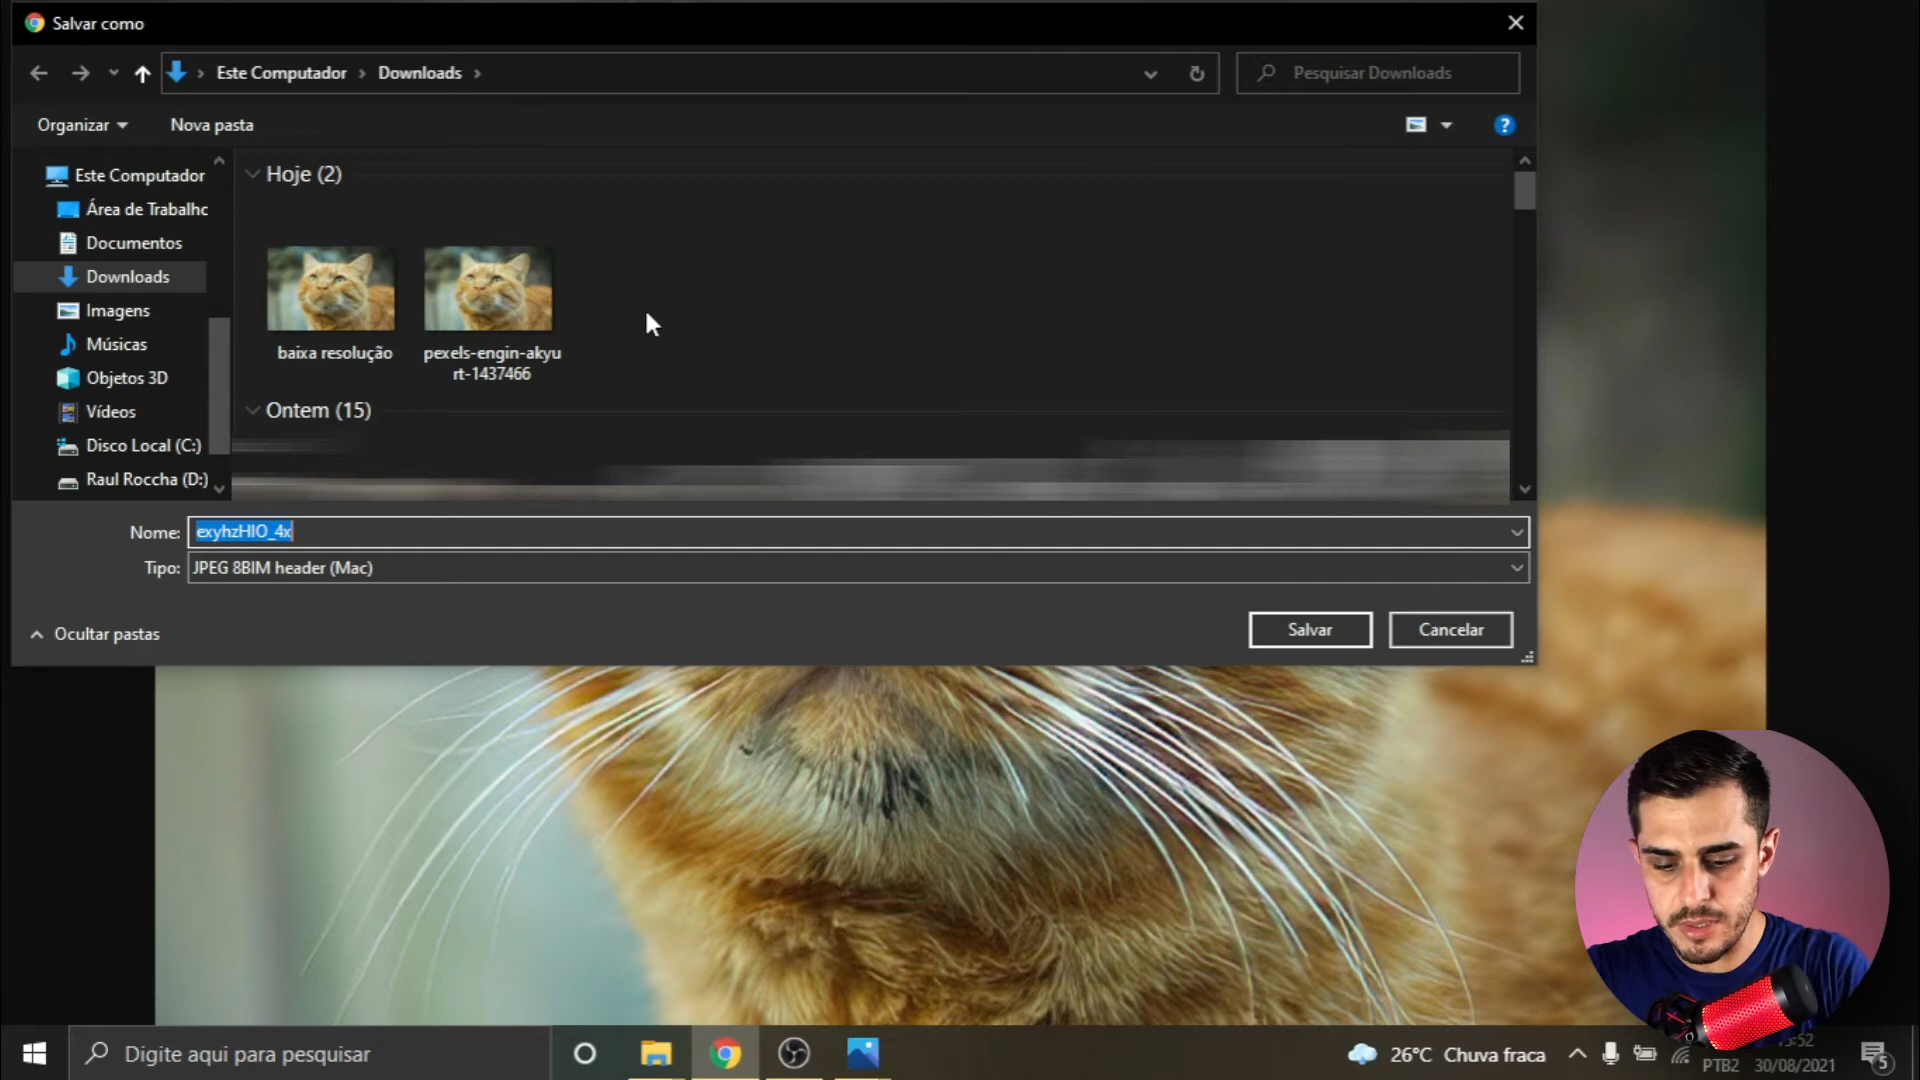 Salvar como
Este Computador
Downloads
Pesquisar Downloads
Organizar
Nova pasta
Este Computador
Área de Trabalho
Documentos
Downloads
Imagens
Músicas
Objetos 3D
Vídeos
Disco Local (C:)
Raul Roccha (D:)
Hoje (2)
baixa resolução
pexels-engin-akyu
rt-1437466
Ontem (15)
Nome: exyhzHIO_4x
Tipo: JPEG 8BIM header (Mac)
Ocultar pastas
Salvar
Cancelar
Digite aqui para pesquisar
26°C Chuva fraca
PTB2
30/08/2021
5